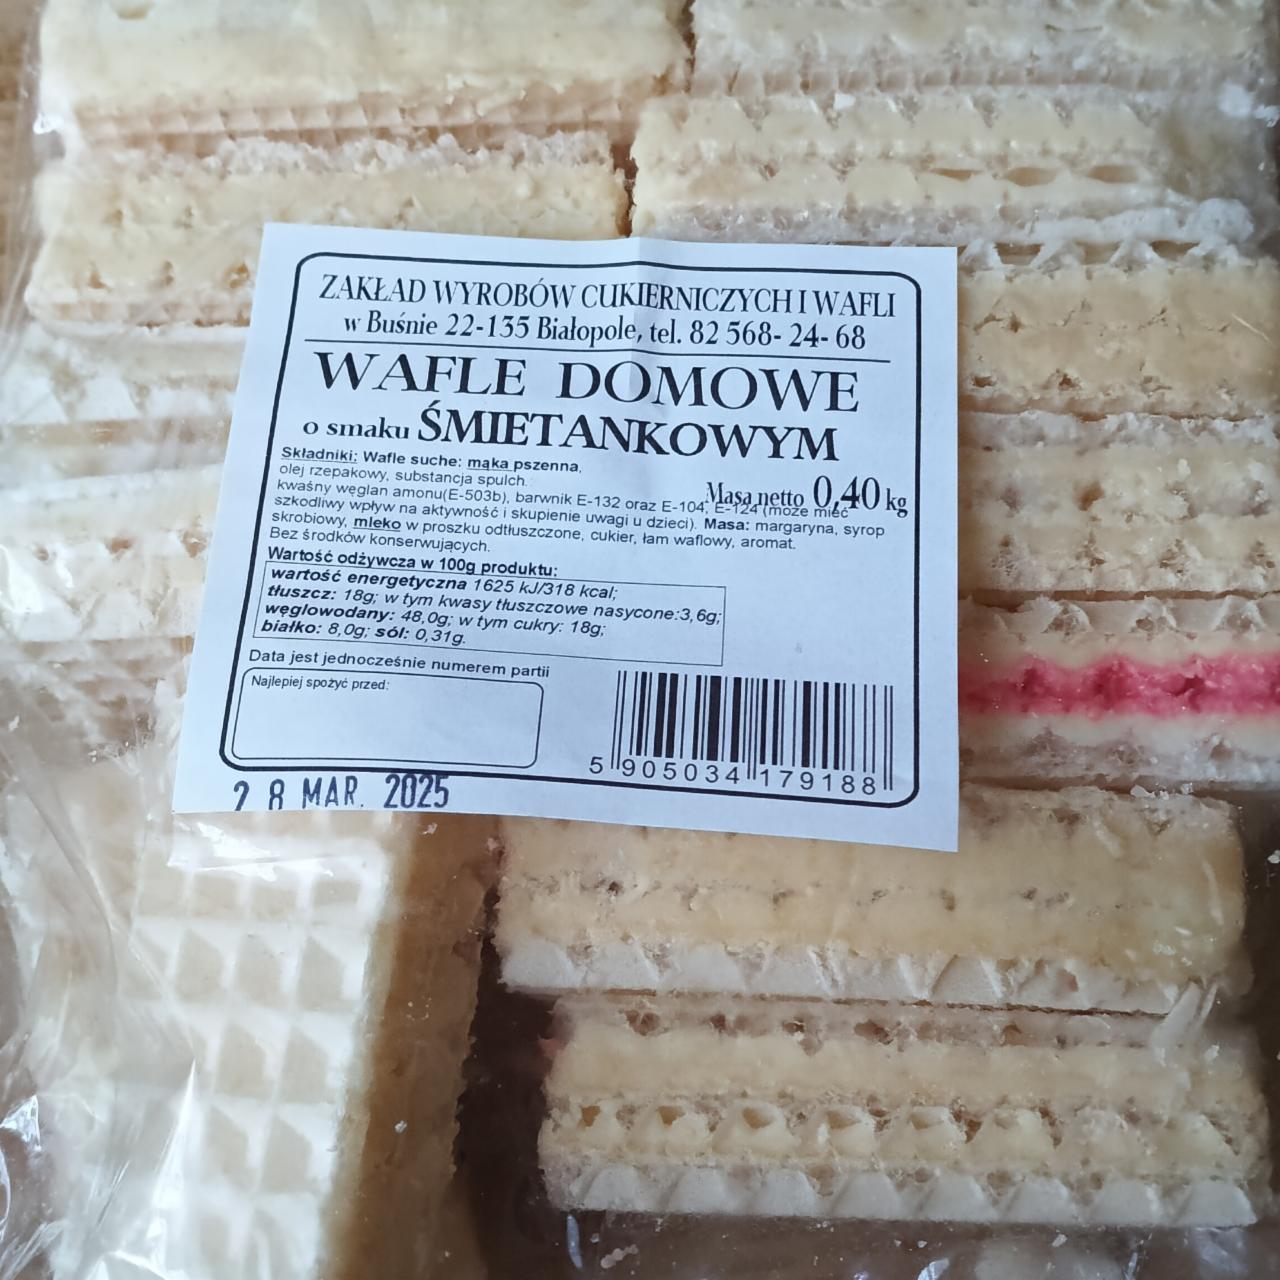 ZAKŁAD WYROBÓW CUKIERNICZYCH I WAFLI
w Buśnie 22-135 Białopole, tel. 82 568- 24- 68
WAFLE DOMOWE
o smaku ŚMIETANKOWYM
Składniki: Wafle suche: mąka pszenna,
olej rzepakowy, substancja spulch.
Masa netto 0,40 kg
kwaśny węglan amonu(E-503b), barwnik E-132 oraz E-104, E-124 (może mieć
szkodliwy wpływ na aktywność i skupienie uwagi u dzieci). Masa: margaryna, syrop
skrobiowy, mleko w proszku odtłuszczone, cukier, łam waflowy, aromat.
Bez środków konserwujących.
Wartość odżywcza w 100g produktu:
wartość energetyczna 1625 kJ/318 kcal;
tłuszcz: 18g; w tym kwasy tłuszczowe nasycone:3,6g;
węglowodany: 48,0g; w tym cukry: 18g;
białko: 8,0g; sól: 0,31g.
Data jest jednocześnie numerem partii
Najlepiej spożyć przed:
28 MAR. 2025
5 905034 179188